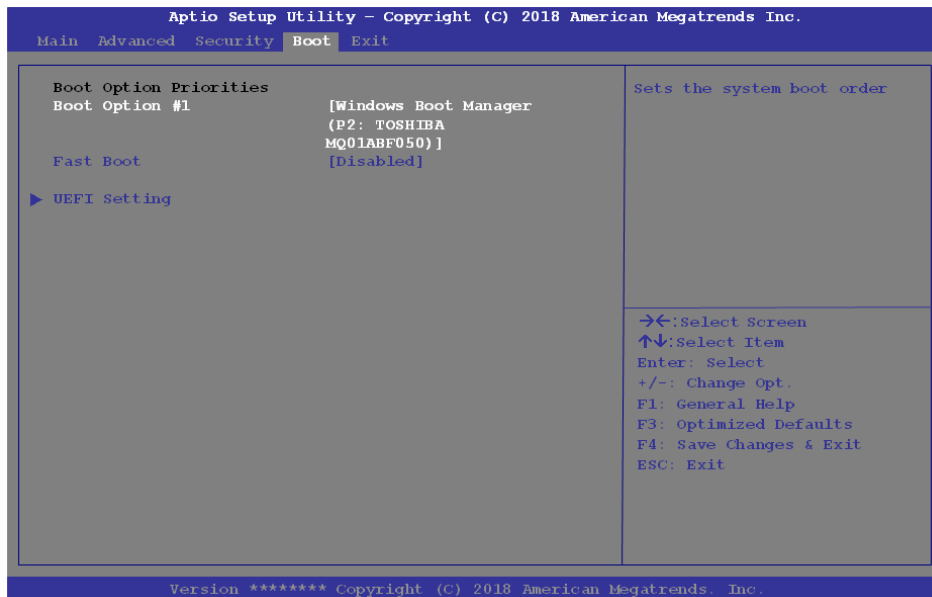 Aptio Setup Utility – Copyright (C) 2018 American Megatrends Inc.
Main Advanced Security Boot Exit
Boot Option Priorities
Boot Option #1 [Windows Boot Manager
(P2: TOSHIBA
MQ01ABF050)]
Fast Boot [Disabled]
▶ UEFI Setting
Sets the system boot order
→←:Select Screen
↑↓:Select Item
Enter: Select
+/-: Change Opt.
F1: General Help
F3: Optimized Defaults
F4: Save Changes & Exit
ESC: Exit
Version ******** Copyright (C) 2018 American Megatrends. Inc.